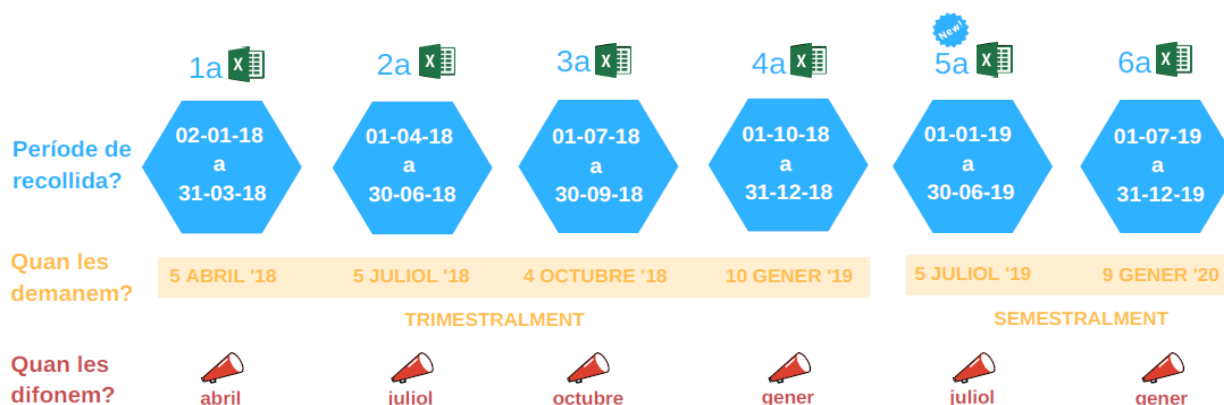 New!
1a
2a
3a
4a
5a
6a
Període de
recollida?
02-01-18
a
31-03-18
01-04-18
a
30-06-18
01-07-18
a
30-09-18
01-10-18
a
31-12-18
01-01-19
a
30-06-19
01-07-19
a
31-12-19
Quan les
demanem?
5 ABRIL '18
5 JULIOL '18
4 OCTUBRE '18
10 GENER '19
5 JULIOL '19
9 GENER '20
TRIMESTRALMENT
SEMESTRALMENT
Quan les
difonem?
abril
juliol
octubre
gener
juliol
gener